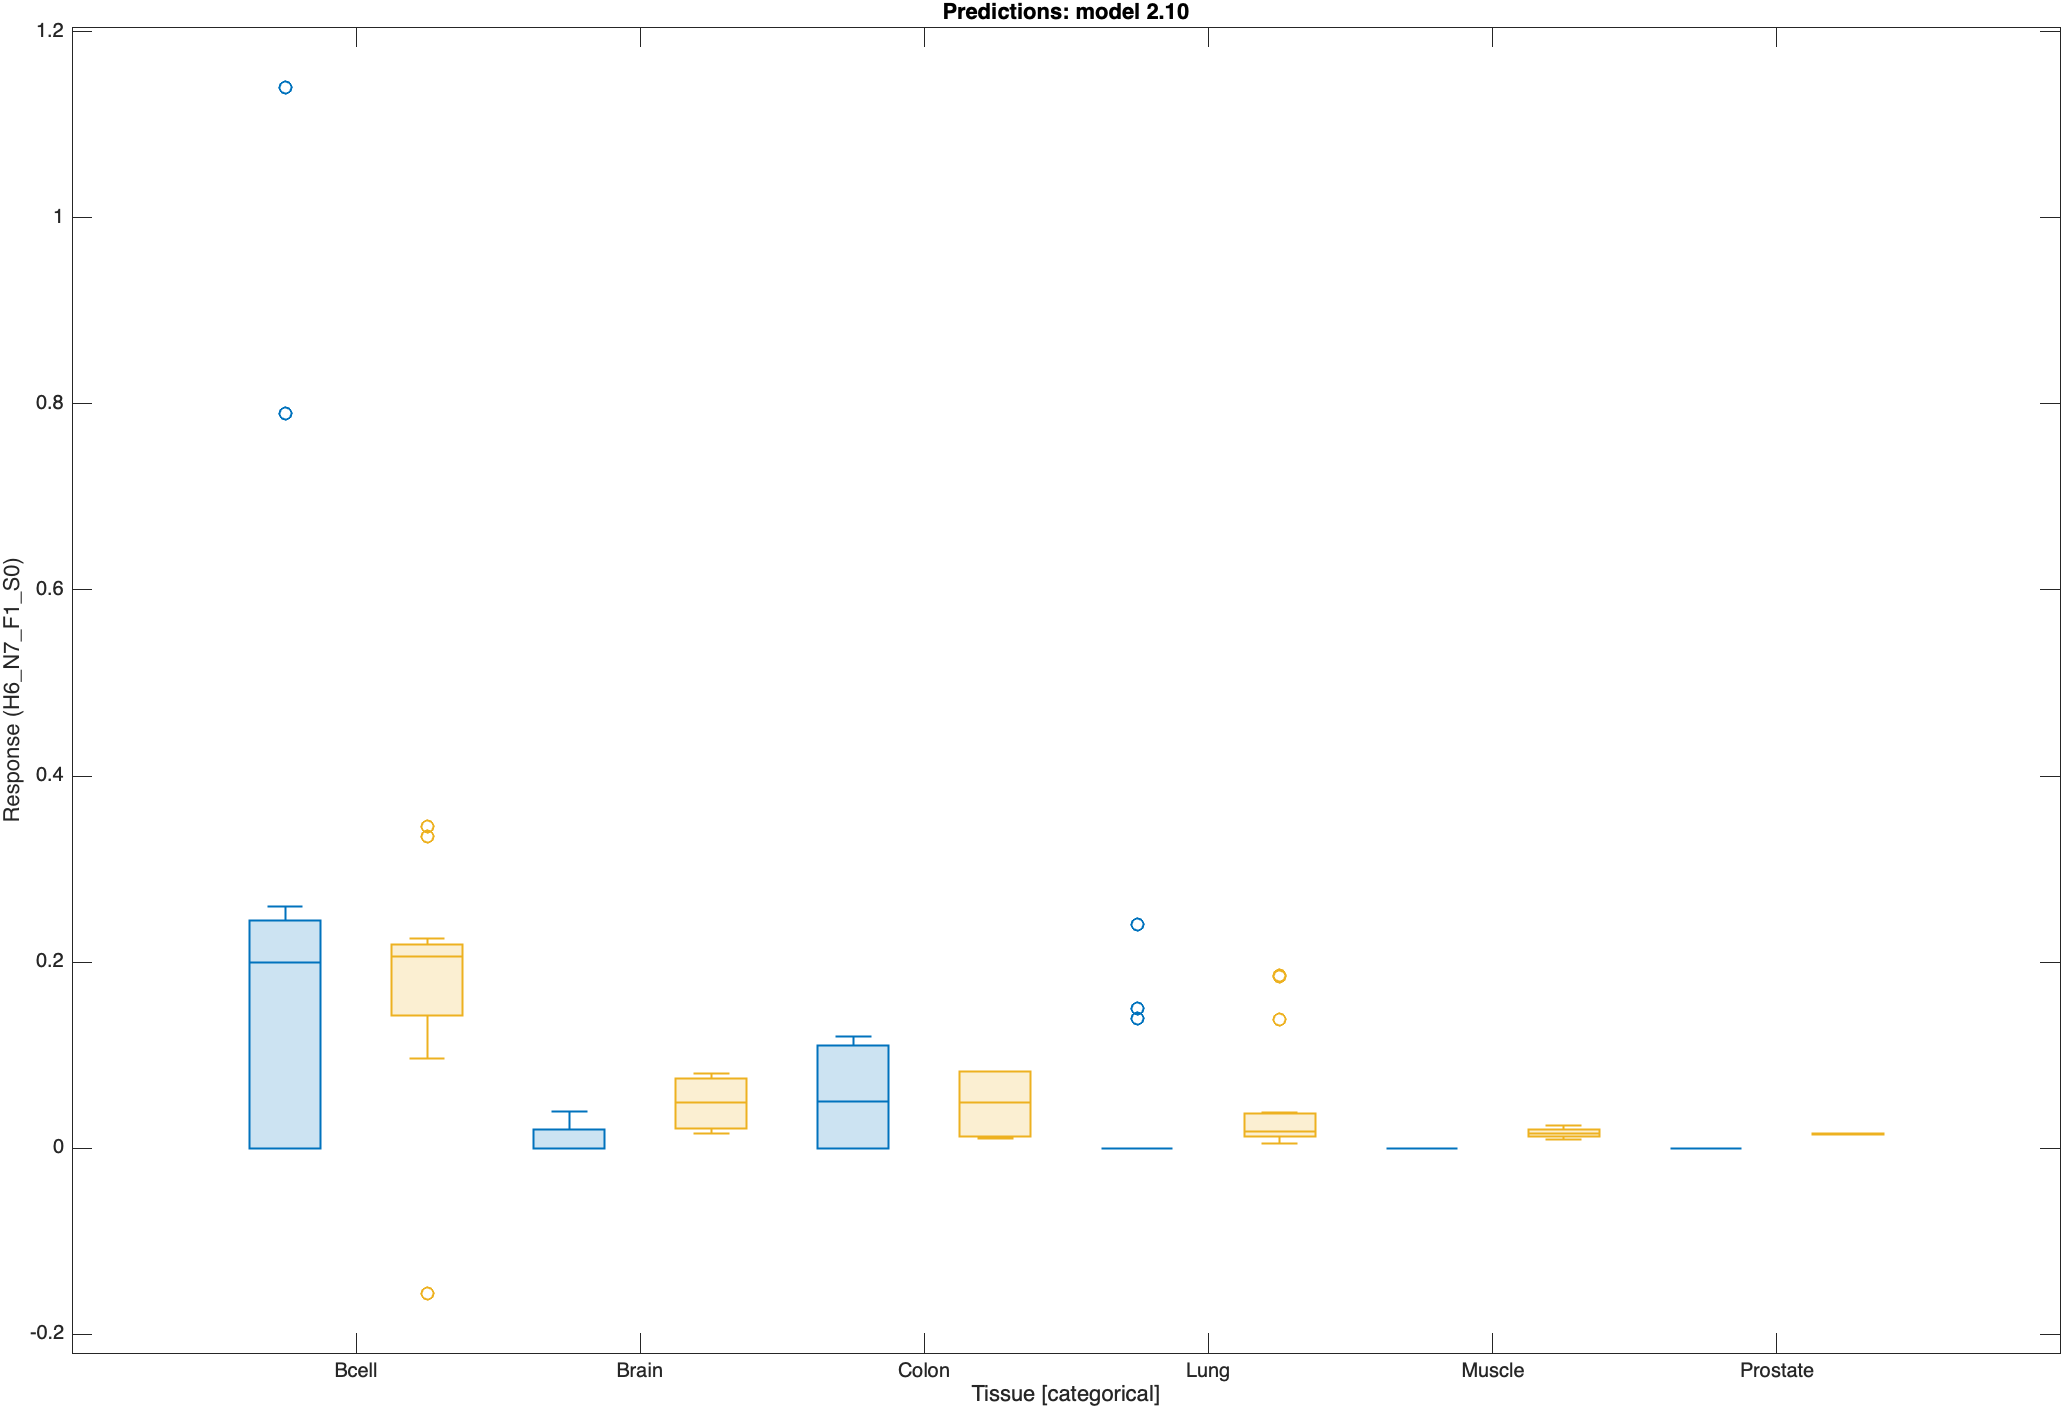 Predictions: model 2.10
1.2
1
0.8
0.6
0.4
0.2
0
-0.2
Response (H6_N7_F1_S0)
Bcell
Brain
Colon
Lung
Muscle
Prostate
Tissue [categorical]